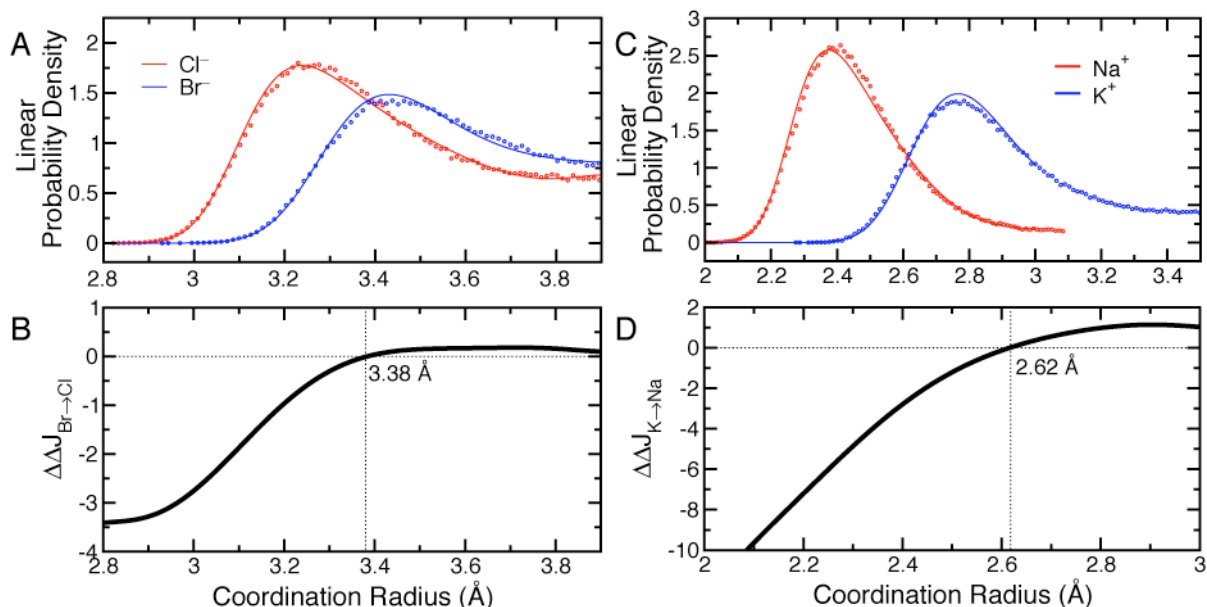 A
Linear
Probability Density
2
1.5
1
0.5
0
Cl⁻
Br⁻
2.8 3 3.2 3.4 3.6 3.8
B
ΔΔJ Br→Cl
1
0
-1
-2
-3
-4
3.38 Å
2.8 3 3.2 3.4 3.6 3.8
Coordination Radius (Å)
C
Linear
Probability Density
3
2.5
2
1.5
1
0.5
0
Na⁺
K⁺
2 2.2 2.4 2.6 2.8 3 3.2 3.4
D
ΔΔJ K→Na
2
0
-2
-4
-6
-8
-10
2.62 Å
2 2.2 2.4 2.6 2.8 3
Coordination Radius (Å)